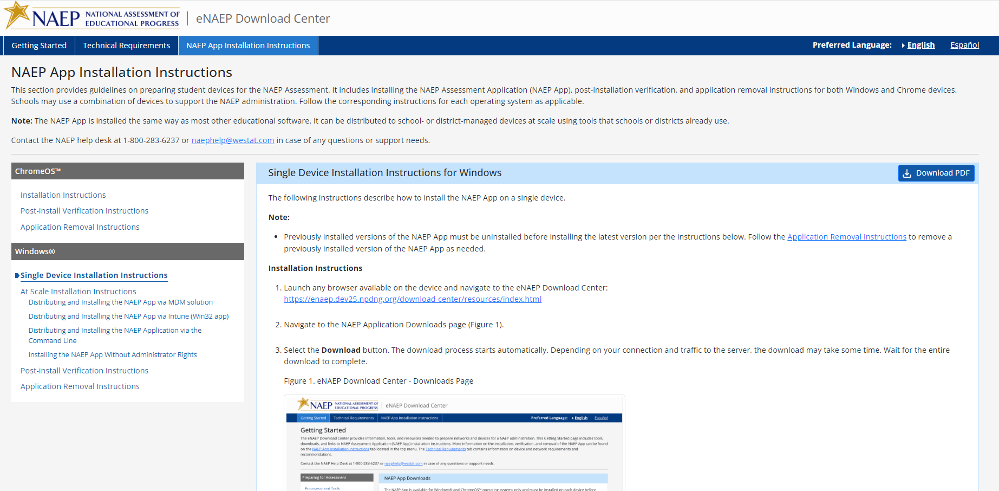 NAEP NATIONAL ASSESSMENT OF
EDUCATIONAL PROGRESS
eNAEP Download Center
Getting Started
Technical Requirements
NAEP App Installation Instructions
Preferred Language:
English
Español
NAEP App Installation Instructions
This section provides guidelines on preparing student devices for the NAEP Assessment. It includes installing the NAEP Assessment Application (NAEP App), post-installation verification, and application removal instructions for both Windows and Chrome devices.
Schools may use a combination of devices to support the NAEP administration. Follow the corresponding instructions for each operating system as applicable.
Note: The NAEP App is installed the same way as most other educational software. It can be distributed to school- or district-managed devices at scale using tools that schools or districts already use.
Contact the NAEP help desk at 1-800-283-6237 or naephelp@westat.com in case of any questions or support needs.
ChromeOS™
Installation Instructions
Post-install Verification Instructions
Application Removal Instructions
Windows®
Single Device Installation Instructions
At Scale Installation Instructions
Distributing and Installing the NAEP App via MDM solution
Distributing and Installing the NAEP App via Intune (Win32 app)
Distributing and Installing the NAEP Application via the
Command Line
Installing the NAEP App Without Administrator Rights
Post-install Verification Instructions
Application Removal Instructions
Single Device Installation Instructions for Windows
Download PDF
The following instructions describe how to install the NAEP App on a single device.
Note:
• Previously installed versions of the NAEP App must be uninstalled before installing the latest version per the instructions below. Follow the Application Removal Instructions to remove a
previously installed version of the NAEP App as needed.
Installation Instructions
1. Launch any browser available on the device and navigate to the eNAEP Download Center:
https://enaep.dev25.npdng.org/download-center/resources/index.html
2. Navigate to the NAEP Application Downloads page (Figure 1).
3. Select the Download button. The download process starts automatically. Depending on your connection and traffic to the server, the download may take some time. Wait for the entire
download to complete.
Figure 1. eNAEP Download Center - Downloads Page
NAEP NATIONAL ASSESSMENT OF
EDUCATIONAL PROGRESS
eNAEP Download Center
Getting Started
Technical Requirements
NAEP App Installation Instructions
Preferred Language:
English
Español
Getting Started
The eNAEP Download Center provides information, tools, and resources needed to prepare networks and devices for a NAEP administration. This Getting Started page includes tools,
downloads, and links to NAEP Assessment Application (NAEP App) installation instructions. More information on the installation, verification, and removal of the NAEP App can be found
on the NAEP App Installation Instructions tab located in the top menu. The Technical Requirements tab contains information on device and network requirements and
recommendations.
Contact the NAEP Help Desk at 1-800-283-6237 or naephelp@westat.com in case of any questions or support needs.
Preparing for Assessment
Preassessment Tools
NAEP App Downloads
The NAEP App is available for Windows® and ChromeOS™ operating systems only and must be installed on each device before